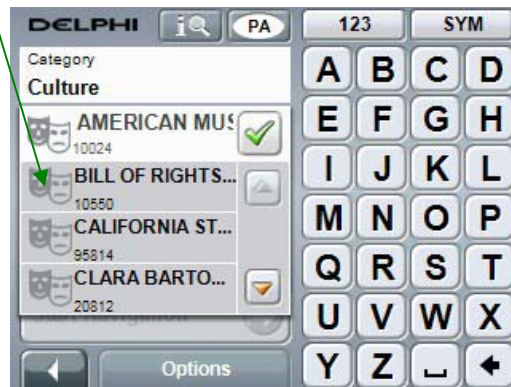 DELPHI PA 123 SYM
Category
Culture
AMERICAN MUS
10024
BILL OF RIGHTS...
10550
CALIFORNIA ST...
95814
CLARA BARTO...
20812
Options
A B C D
E F G H
I J K L
M N O P
Q R S T
U V W X
Y Z